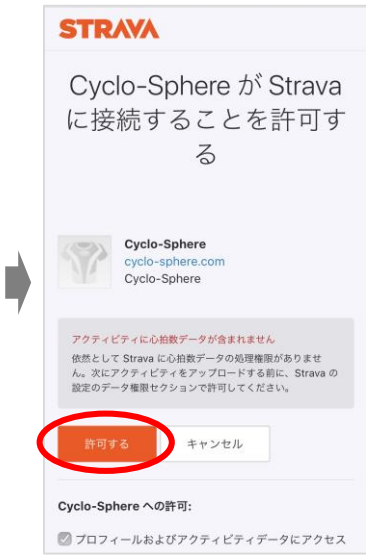 STRAVA
Cyclo-Sphere が Strava
に接続することを許可す
る
Cyclo-Sphere
cyclo-sphere.com
Cyclo-Sphere
アクティビティに心拍数データが含まれません
依然として Strava に心拍数データの処理権限がありませ
ん。次にアクティビティをアップロードする前に、Strava の
設定のデータ権限セクションで許可してください。
許可する
キャンセル
Cyclo-Sphere への許可:
プロフィールおよびアクティビティデータにアクセス